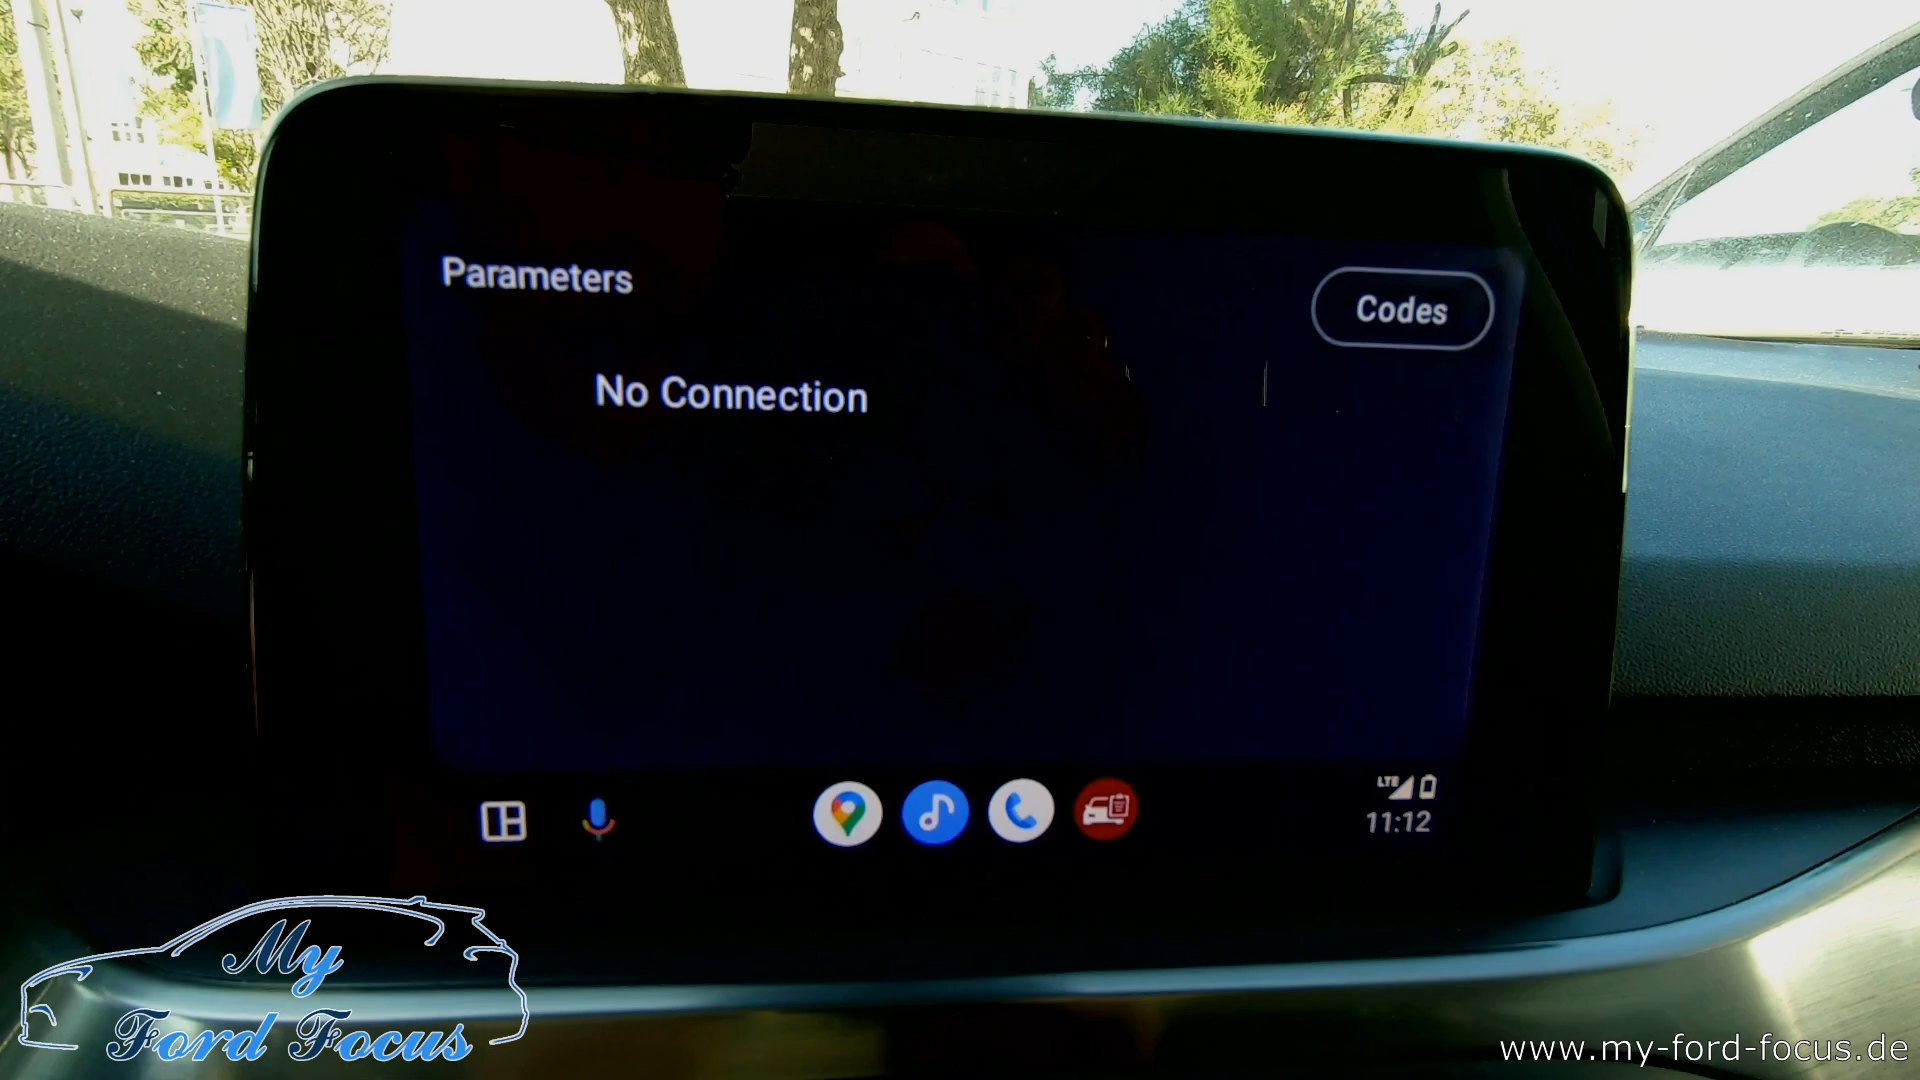 Parameters
Codes
No Connection
LTE
11:12
My
Ford Focus
www.my-ford-focus.de